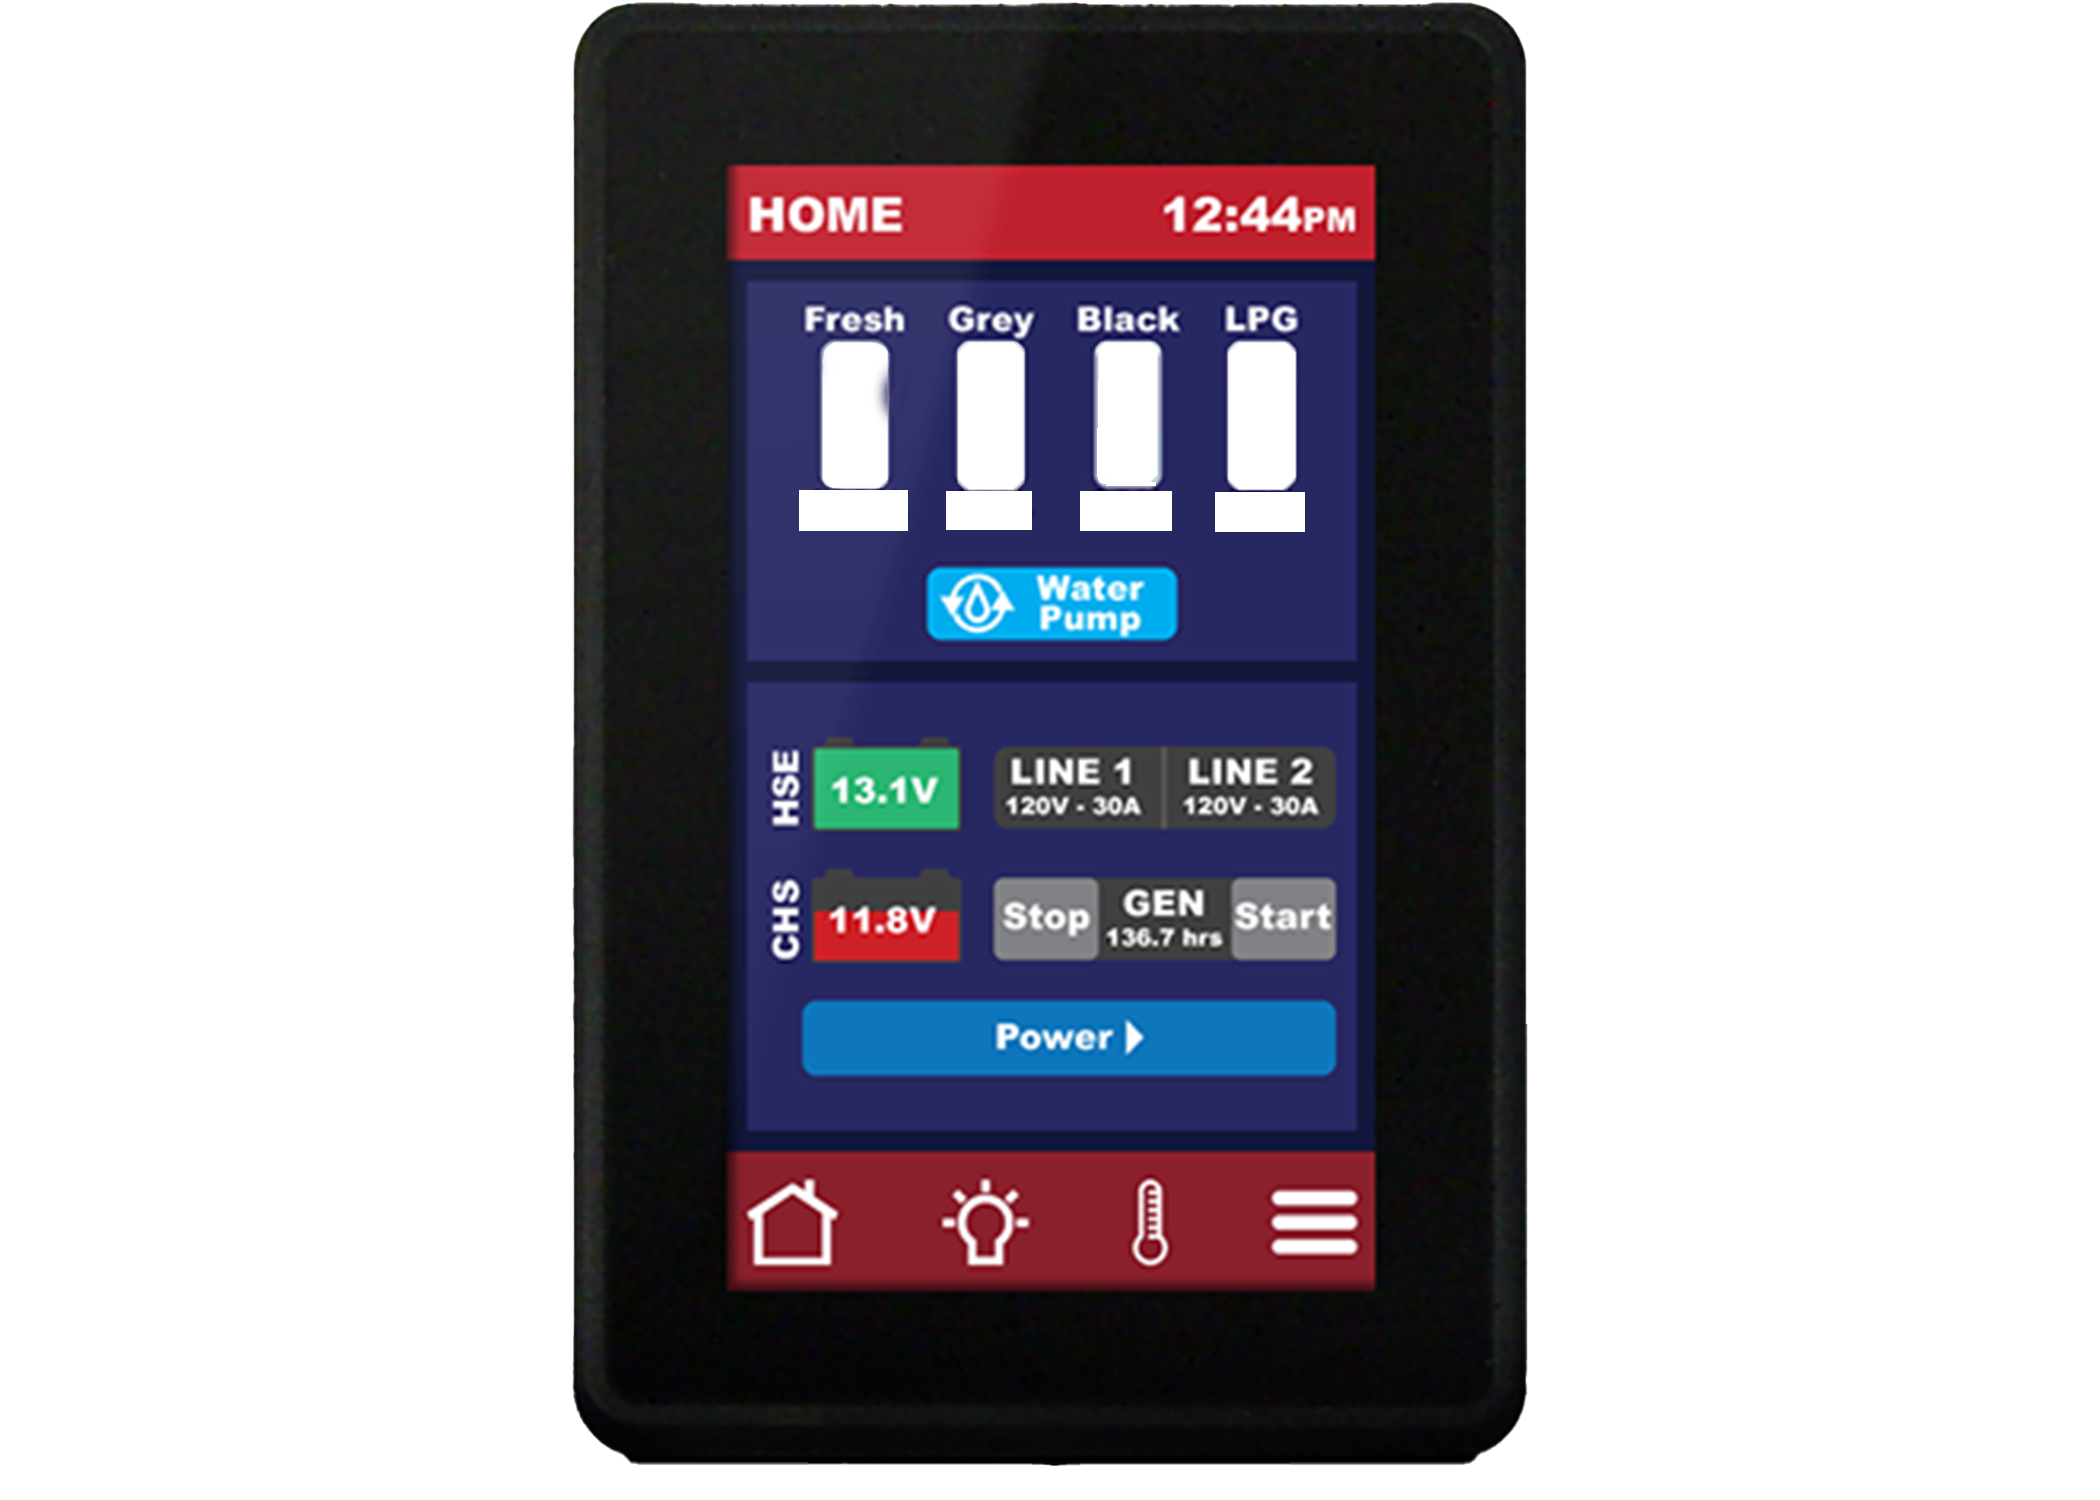 HOME 12:44PM
Fresh Grey Black LPG
Water
Pump
HSE 13.1V
LINE 1 LINE 2
120V - 30A 120V - 30A
CHS 11.8V
Stop GEN Start
136.7 hrs
Power